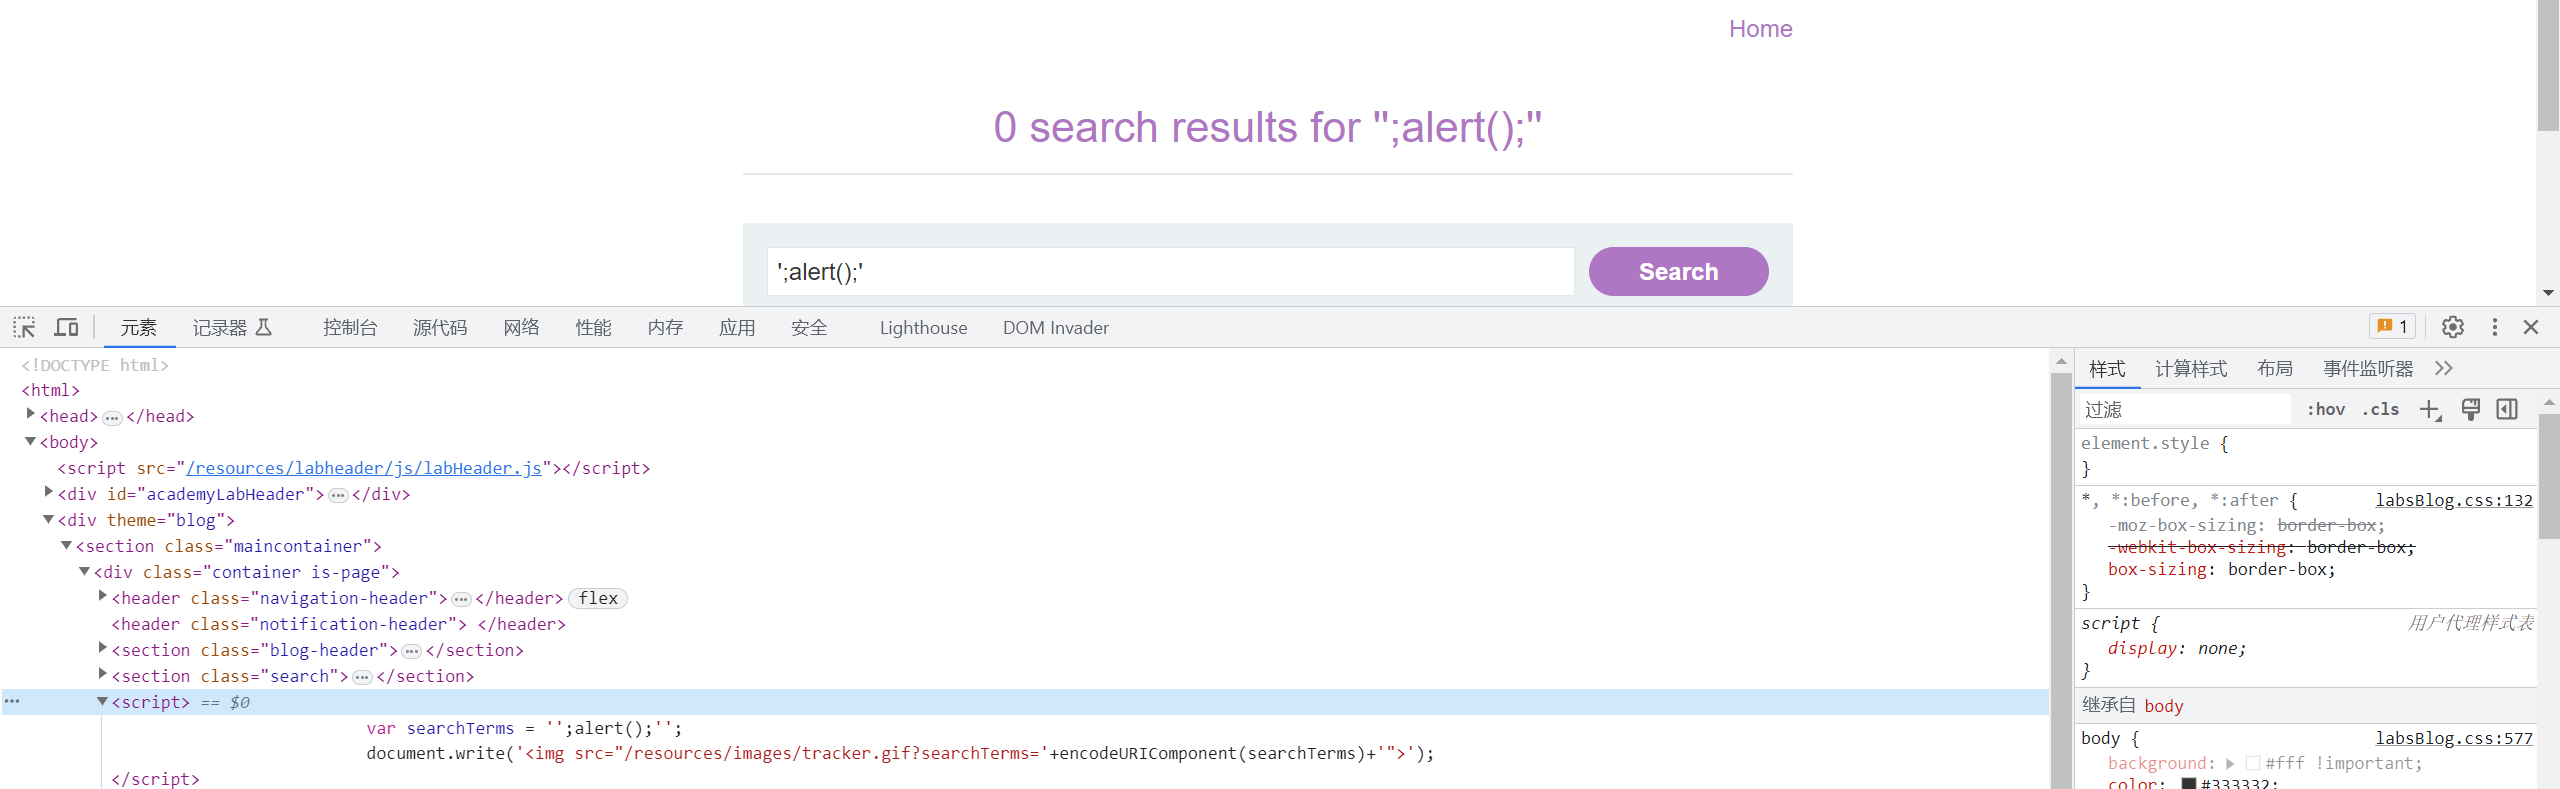 Home
0 search results for "';alert();'"
';alert();'
Search
元素 记录器 控制台 源代码 网络 性能 内存 应用 安全 Lighthouse DOM Invader 1
<!DOCTYPE html>
<html>
<head>…</head>
<body>
<script src="/resources/labheader/js/labHeader.js"></script>
<div id="academyLabHeader">…</div>
<div theme="blog">
<section class="maincontainer">
<div class="container is-page">
<header class="navigation-header">…</header> flex
<header class="notification-header"> </header>
<section class="blog-header">…</section>
<section class="search">…</section>
<script> == $0
var searchTerms = '';alert();'';
document.write('<img src="/resources/images/tracker.gif?searchTerms='+encodeURIComponent(searchTerms)+'">');
</script>
样式 计算样式 布局 事件监听器
过滤 :hov .cls
element.style {
}
*, *:before, *:after { labsBlog.css:132
-moz-box-sizing: border-box;
-webkit-box-sizing: border-box;
box-sizing: border-box;
}
script { 用户代理样式表
display: none;
}
继承自 body
body { labsBlog.css:577
background: #fff !important;
color: #333332;